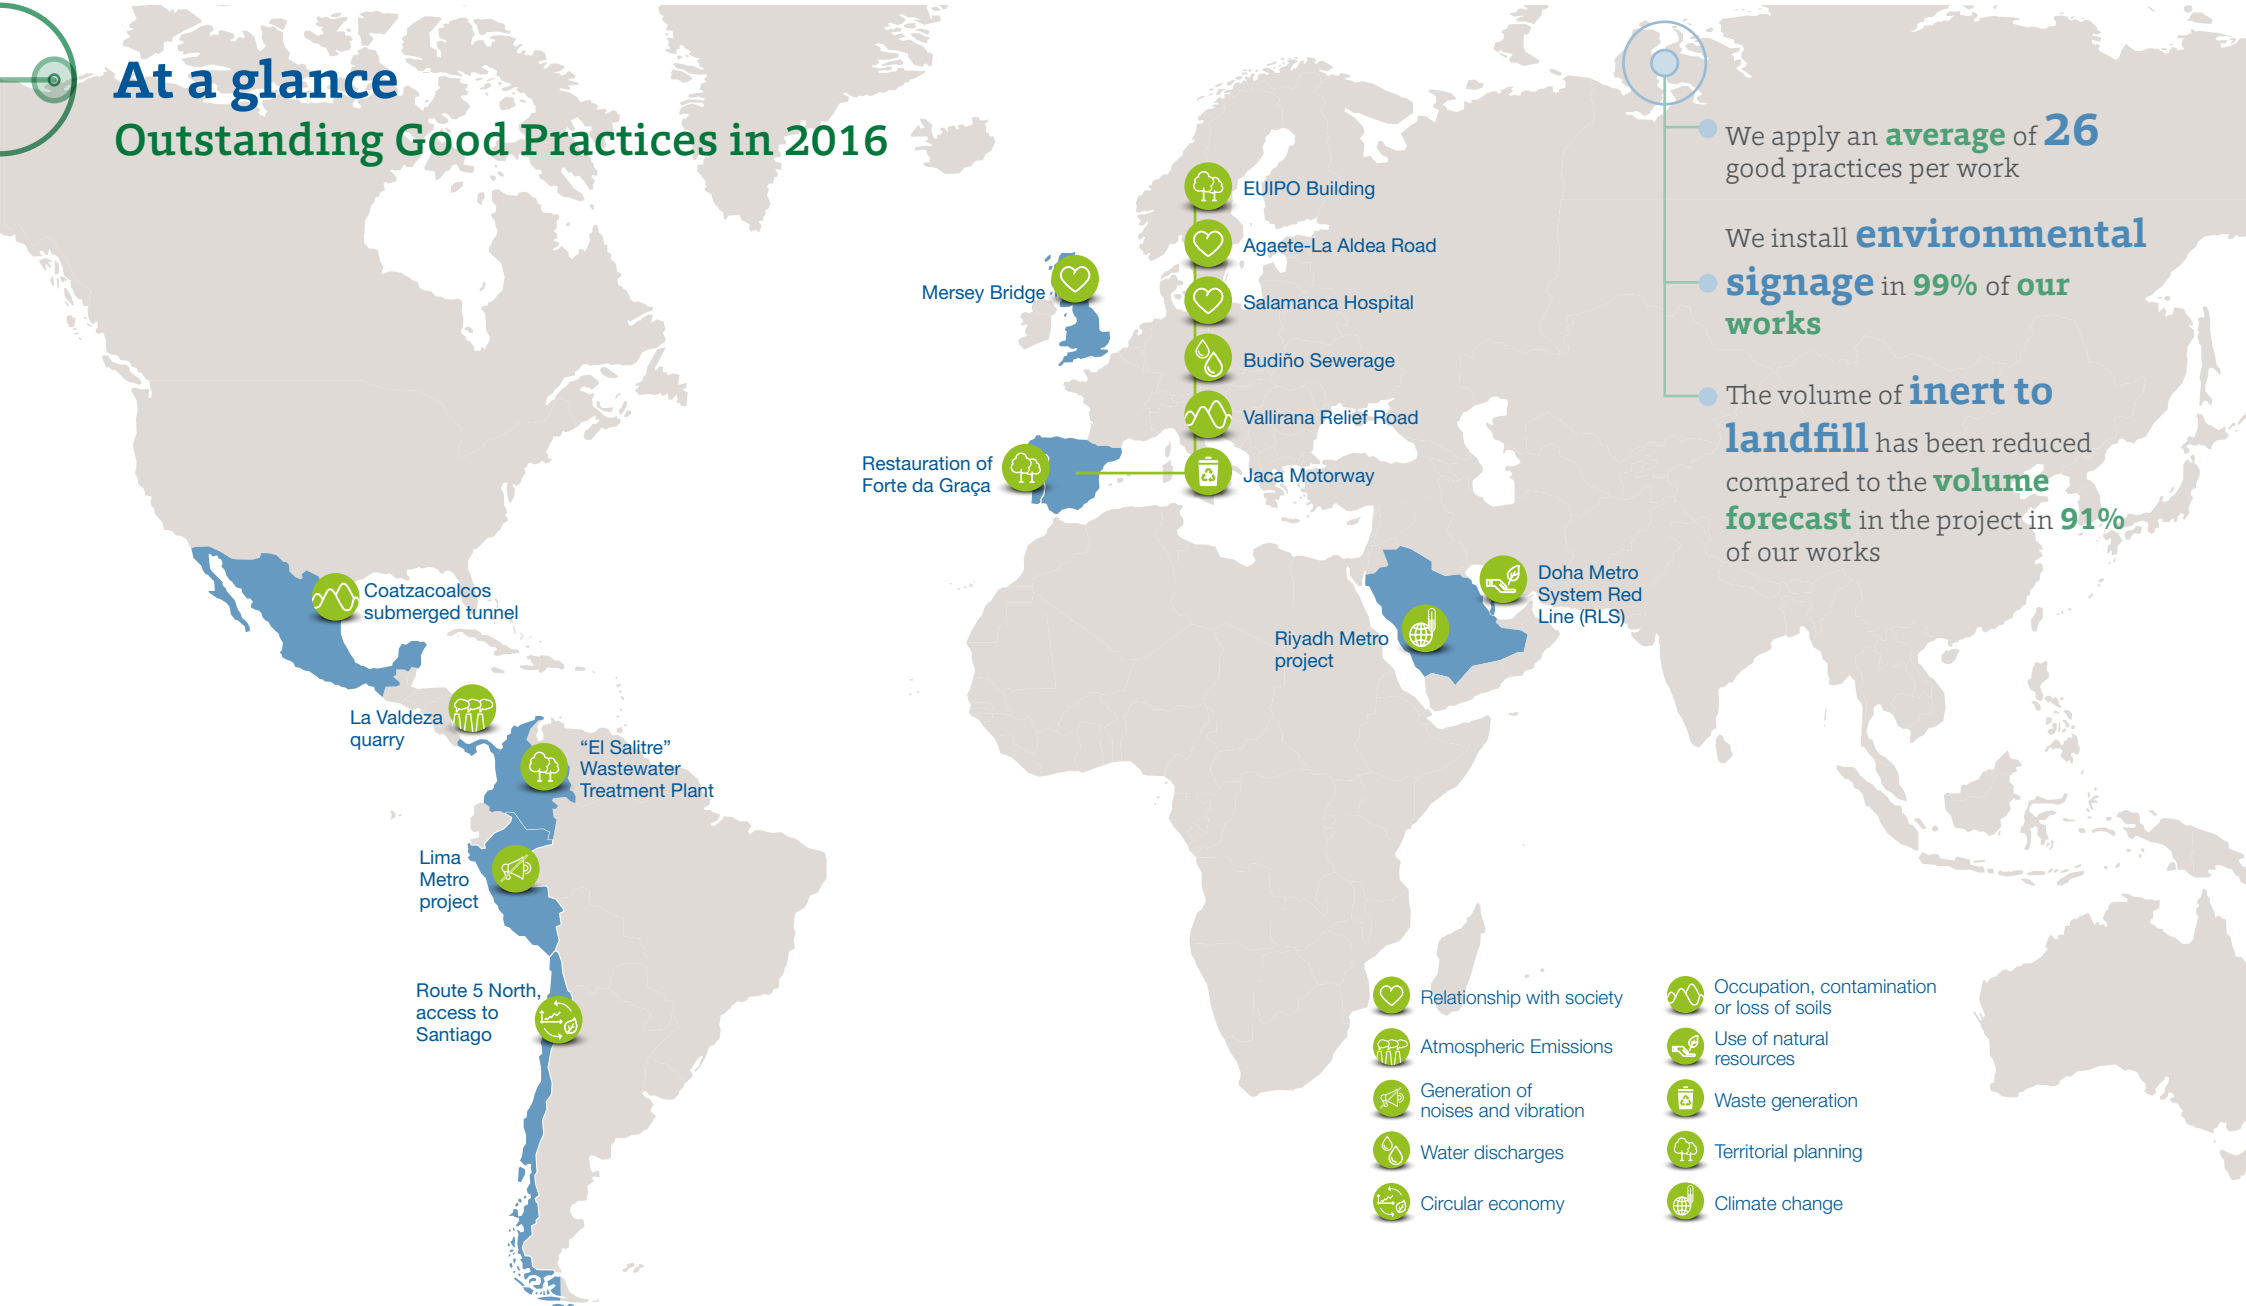 At a glance
Outstanding Good Practices in 2016
We apply an average of 26
good practices per work
We install environmental
signage in 99% of our
works
The volume of inert to
landfill has been reduced
compared to the volume
forecast in the project in 91%
of our works
EUIPO Building
Agaete-La Aldea Road
Salamanca Hospital
Budiño Sewerage
Vallirana Relief Road
Jaca Motorway
Mersey Bridge
Restauration of
Forte da Graça
Coatzacoalcos
submerged tunnel
La Valdeza
quarry
“El Salitre”
Wastewater
Treatment Plant
Lima
Metro
project
Route 5 North,
access to
Santiago
Doha Metro
System Red
Line (RLS)
Riyadh Metro
project
Relationship with society
Atmospheric Emissions
Generation of
noises and vibration
Water discharges
Circular economy
Occupation, contamination
or loss of soils
Use of natural
resources
Waste generation
Territorial planning
Climate change